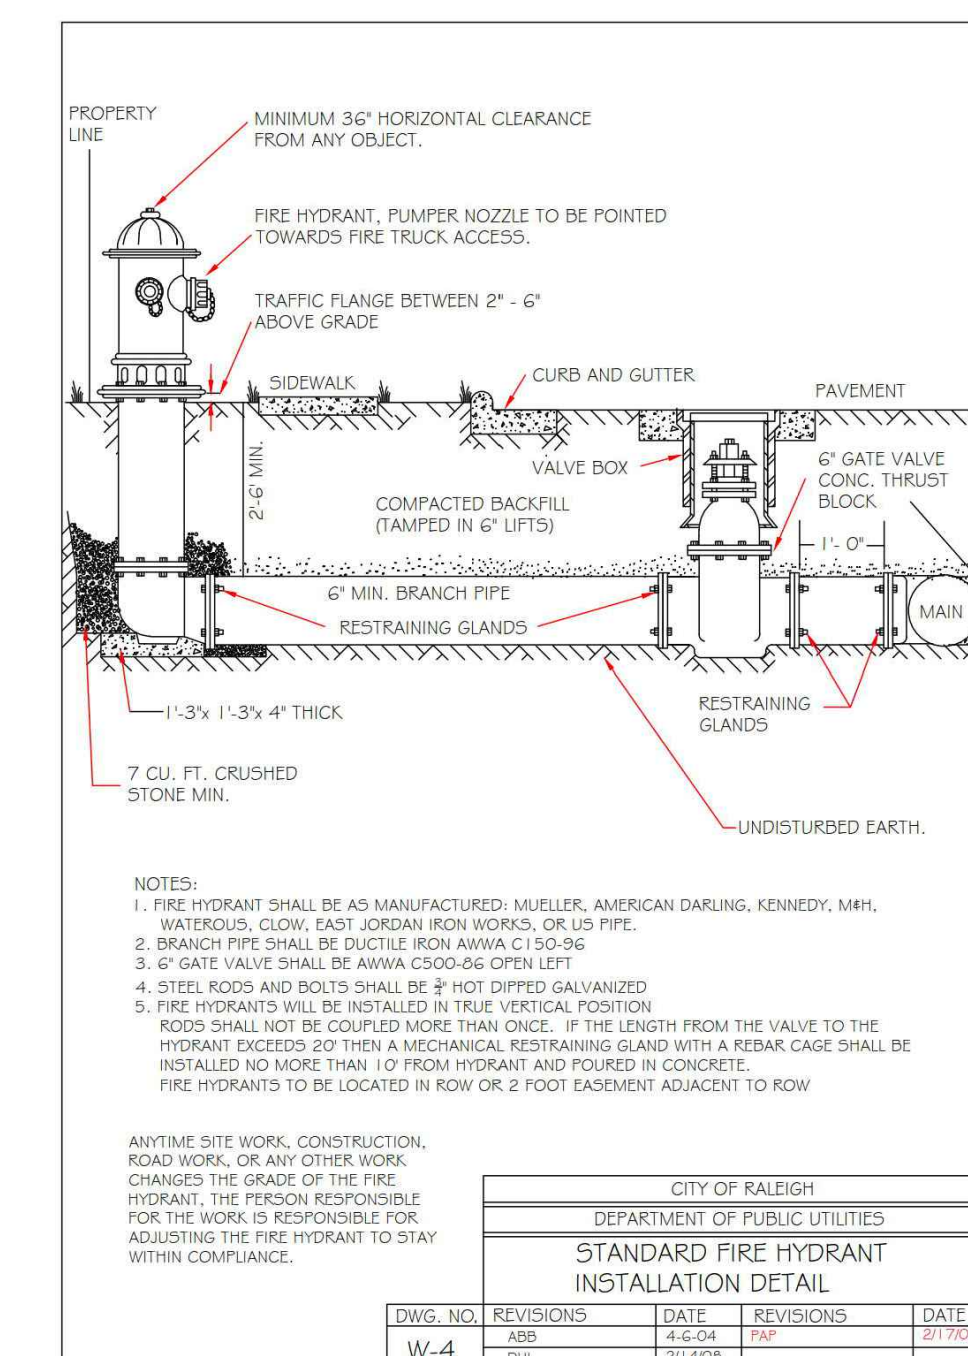 PROPERTY
LINE
MINIMUM 36" HORIZONTAL CLEARANCE
FROM ANY OBJECT.
FIRE HYDRANT, PUMPER NOZZLE TO BE POINTED
TOWARDS FIRE TRUCK ACCESS.
TRAFFIC FLANGE BETWEEN 2" - 6"
ABOVE GRADE
SIDEWALK
CURB AND GUTTER
PAVEMENT
2'-6' MIN.
VALVE BOX
6" GATE VALVE
CONC. THRUST
BLOCK
COMPACTED BACKFILL
(TAMPED IN 6" LIFTS)
1'- 0"
6" MIN. BRANCH PIPE
MAIN
RESTRAINING GLANDS
RESTRAINING
GLANDS
1'-3"x 1'-3"x 4" THICK
7 CU. FT. CRUSHED
STONE MIN.
UNDISTURBED EARTH.
NOTES:
1. FIRE HYDRANT SHALL BE AS MANUFACTURED: MUELLER, AMERICAN DARLING, KENNEDY, M&H,
WATEROUS, CLOW, EAST JORDAN IRON WORKS, OR US PIPE.
2. BRANCH PIPE SHALL BE DUCTILE IRON AWWA C150-96
3. 6" GATE VALVE SHALL BE AWWA C500-86 OPEN LEFT
4. STEEL RODS AND BOLTS SHALL BE 3/4" HOT DIPPED GALVANIZED
5. FIRE HYDRANTS WILL BE INSTALLED IN TRUE VERTICAL POSITION
RODS SHALL NOT BE COUPLED MORE THAN ONCE. IF THE LENGTH FROM THE VALVE TO THE
HYDRANT EXCEEDS 20' THEN A MECHANICAL RESTRAINING GLAND WITH A REBAR CAGE SHALL BE
INSTALLED NO MORE THAN 10' FROM HYDRANT AND POURED IN CONCRETE.
FIRE HYDRANTS TO BE LOCATED IN ROW OR 2 FOOT EASEMENT ADJACENT TO ROW
ANYTIME SITE WORK, CONSTRUCTION,
ROAD WORK, OR ANY OTHER WORK
CHANGES THE GRADE OF THE FIRE
HYDRANT, THE PERSON RESPONSIBLE
FOR THE WORK IS RESPONSIBLE FOR
ADJUSTING THE FIRE HYDRANT TO STAY
WITHIN COMPLIANCE.
CITY OF RALEIGH
DEPARTMENT OF PUBLIC UTILITIES
STANDARD FIRE HYDRANT
INSTALLATION DETAIL
DWG. NO. REVISIONS DATE REVISIONS DATE
W-4 ABB 4-6-04 PAP